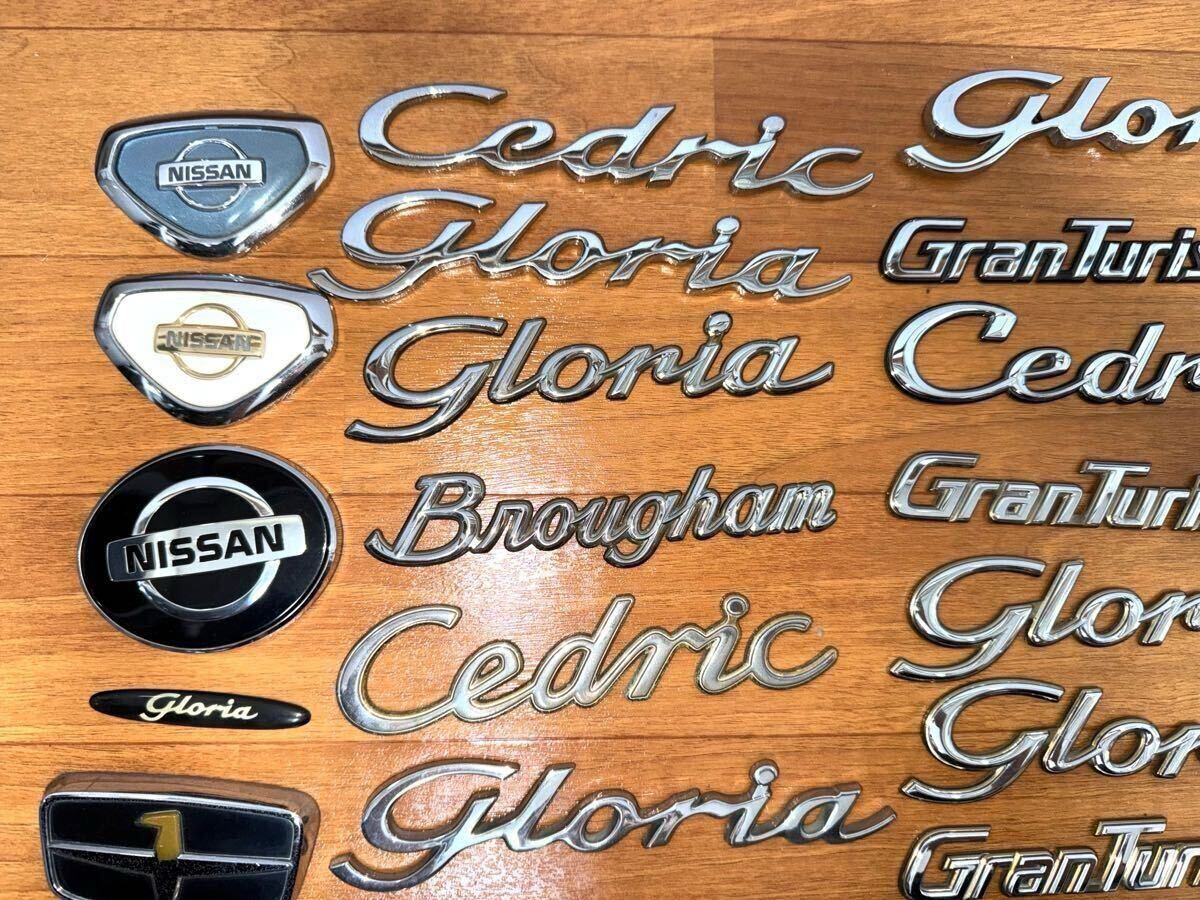 NISSAN
NISSAN
NISSAN
Gloria
Cedric
Gloria
Gloria
Brougham
Cedric
Gloria
Glo
GranTuris
Cedr
GranTuri
Glor
Glor
GranTuris